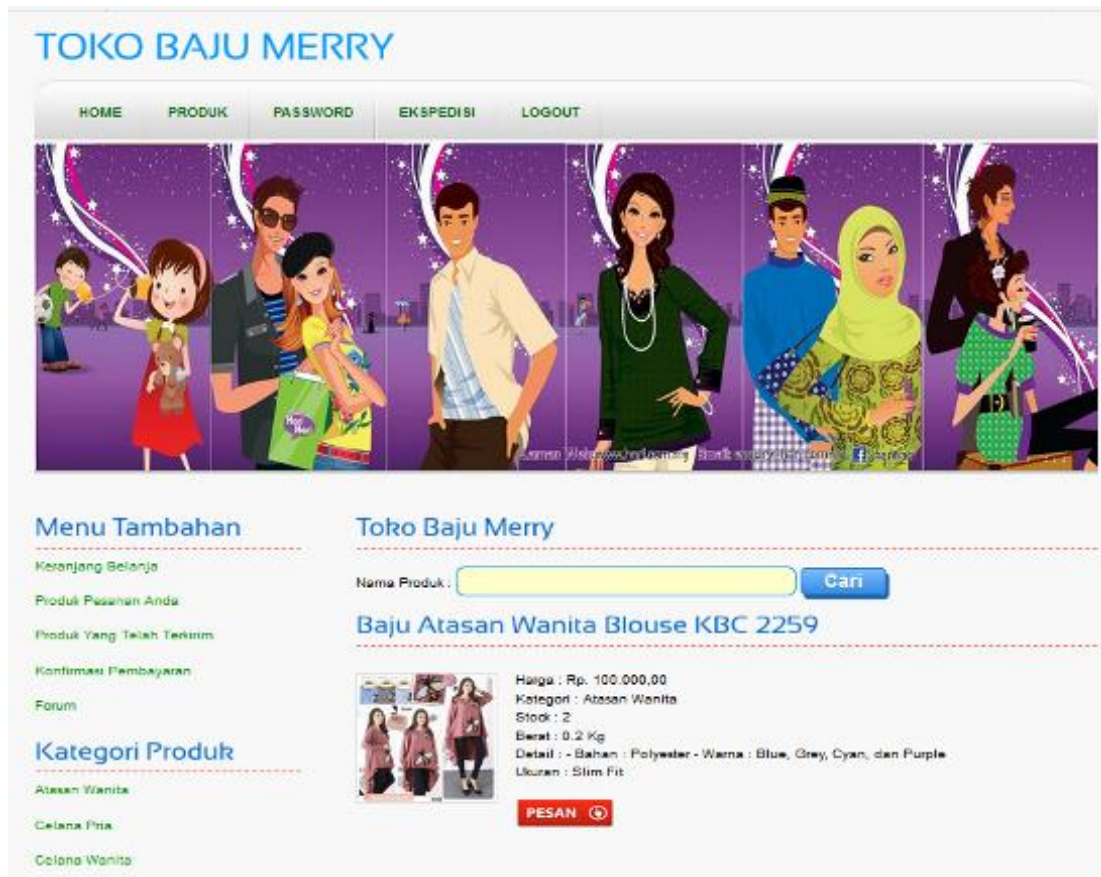 TOKO BAJU MERRY
HOME PRODUK PASSWORD EKSPEDISI LOGOUT
Hot Her
Menu Tambahan
Keranjang Belanja
Produk Pesanan Anda
Produk Yang Telah Terkirim
Konfirmasi Pembayaran
Forum
Kategori Produk
Atasan Wanita
Celana Pria
Celana Wanita
Toko Baju Merry
Nama Produk : Cari
Baju Atasan Wanita Blouse KBC 2259
Harga : Rp. 100.000,00
Kategori : Atasan Wanita
Stock : 2
Berat : 0.2 Kg
Detail : - Bahan : Polyester - Warna : Blue, Grey, Cyan, dan Purple
Ukuran : Slim Fit
PESAN